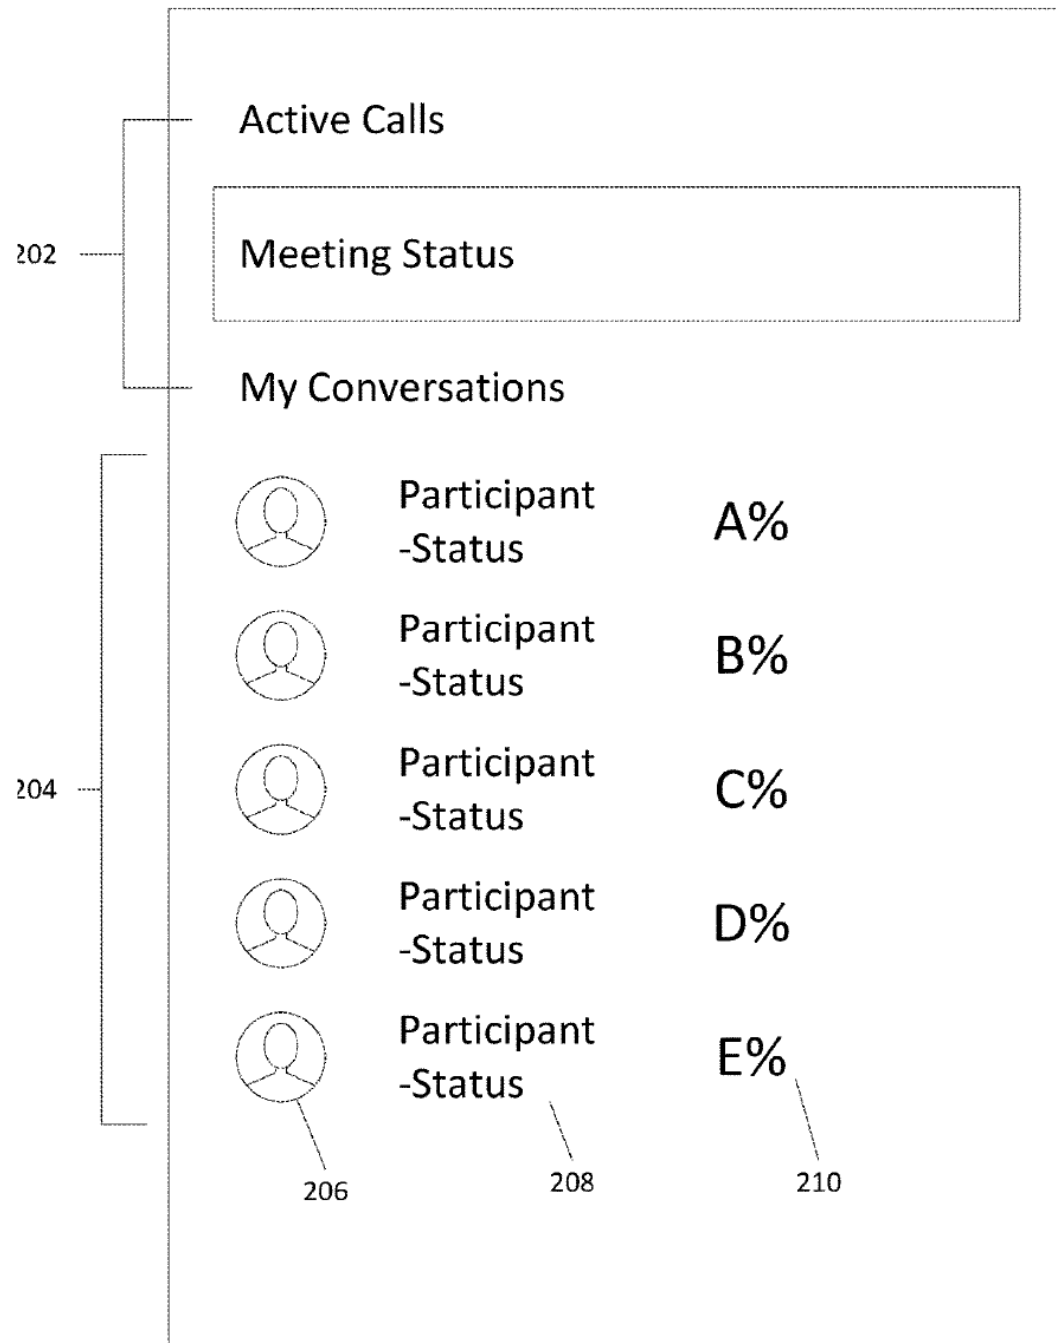 Active Calls
202
Meeting Status
My Conversations
Participant
-Status
A%
Participant
-Status
B%
204
Participant
-Status
C%
Participant
-Status
D%
Participant
-Status
E%
206
208
210